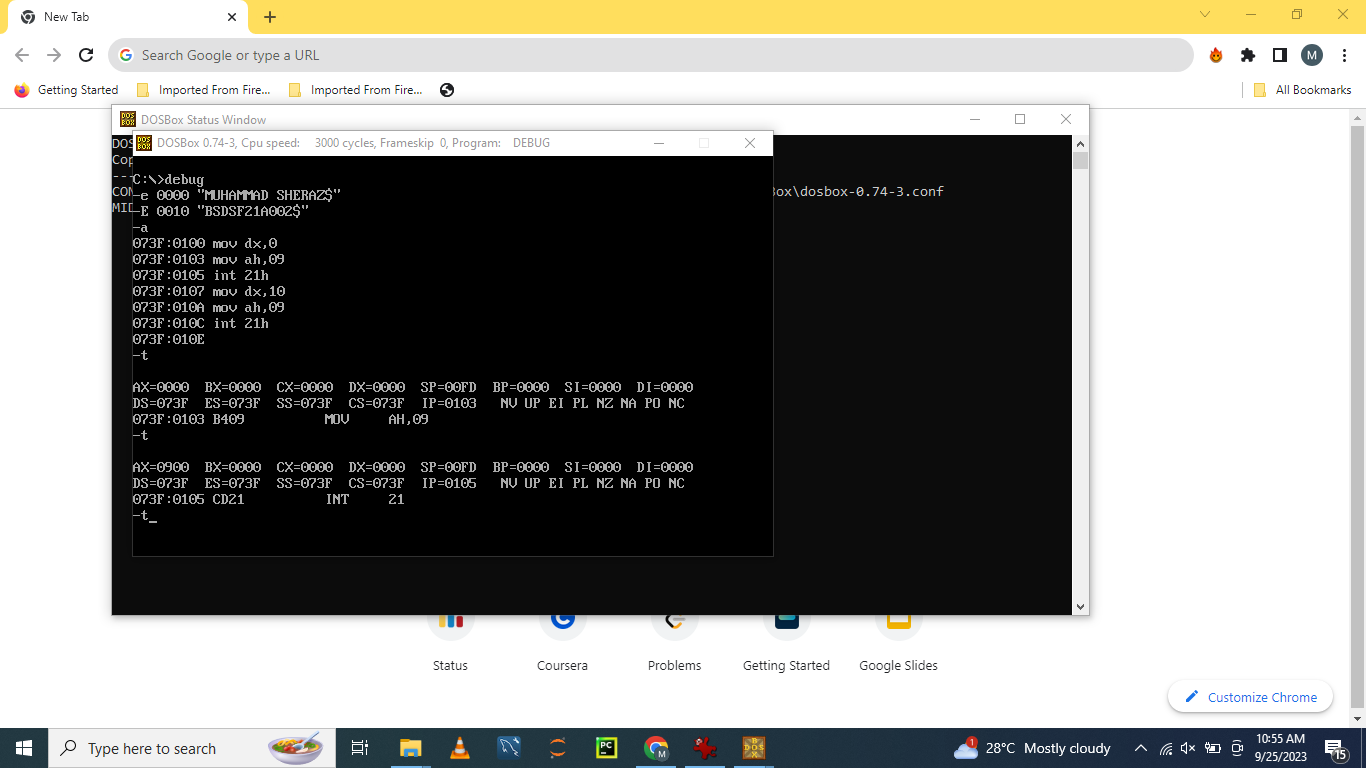 New Tab
Search Google or type a URL
M
Getting Started
Imported From Fire...
Imported From Fire...
All Bookmarks
DOSBox Status Window
DOSBox 0.74-3, Cpu speed: 3000 cycles, Frameskip 0, Program: DEBUG
DOS
Cop
---
CON
ox\dosbox-0.74-3.conf
MID
C:\>debug
-e 0000 "MUHAMMAD SHERAZ$"
-E 0010 "BSDSF21A002$"
-a
073F:0100 mov dx,0
073F:0103 mov ah,09
073F:0105 int 21h
073F:0107 mov dx,10
073F:010A mov ah,09
073F:010C int 21h
073F:010E
-t
AX=0000 BX=0000 CX=0000 DX=0000 SP=00FD BP=0000 SI=0000 DI=0000
DS=073F ES=073F SS=073F CS=073F IP=0103 NV UP EI PL NZ NA PO NC
073F:0103 B409 MOV AH,09
-t
AX=0900 BX=0000 CX=0000 DX=0000 SP=00FD BP=0000 SI=0000 DI=0000
DS=073F ES=073F SS=073F CS=073F IP=0105 NV UP EI PL NZ NA PO NC
073F:0105 CD21 INT 21
-t_
Status
Coursera
Problems
Getting Started
Google Slides
Customize Chrome
Type here to search
PC
M
DOS
BOX
1
28°C Mostly cloudy
10:55 AM
9/25/2023
15